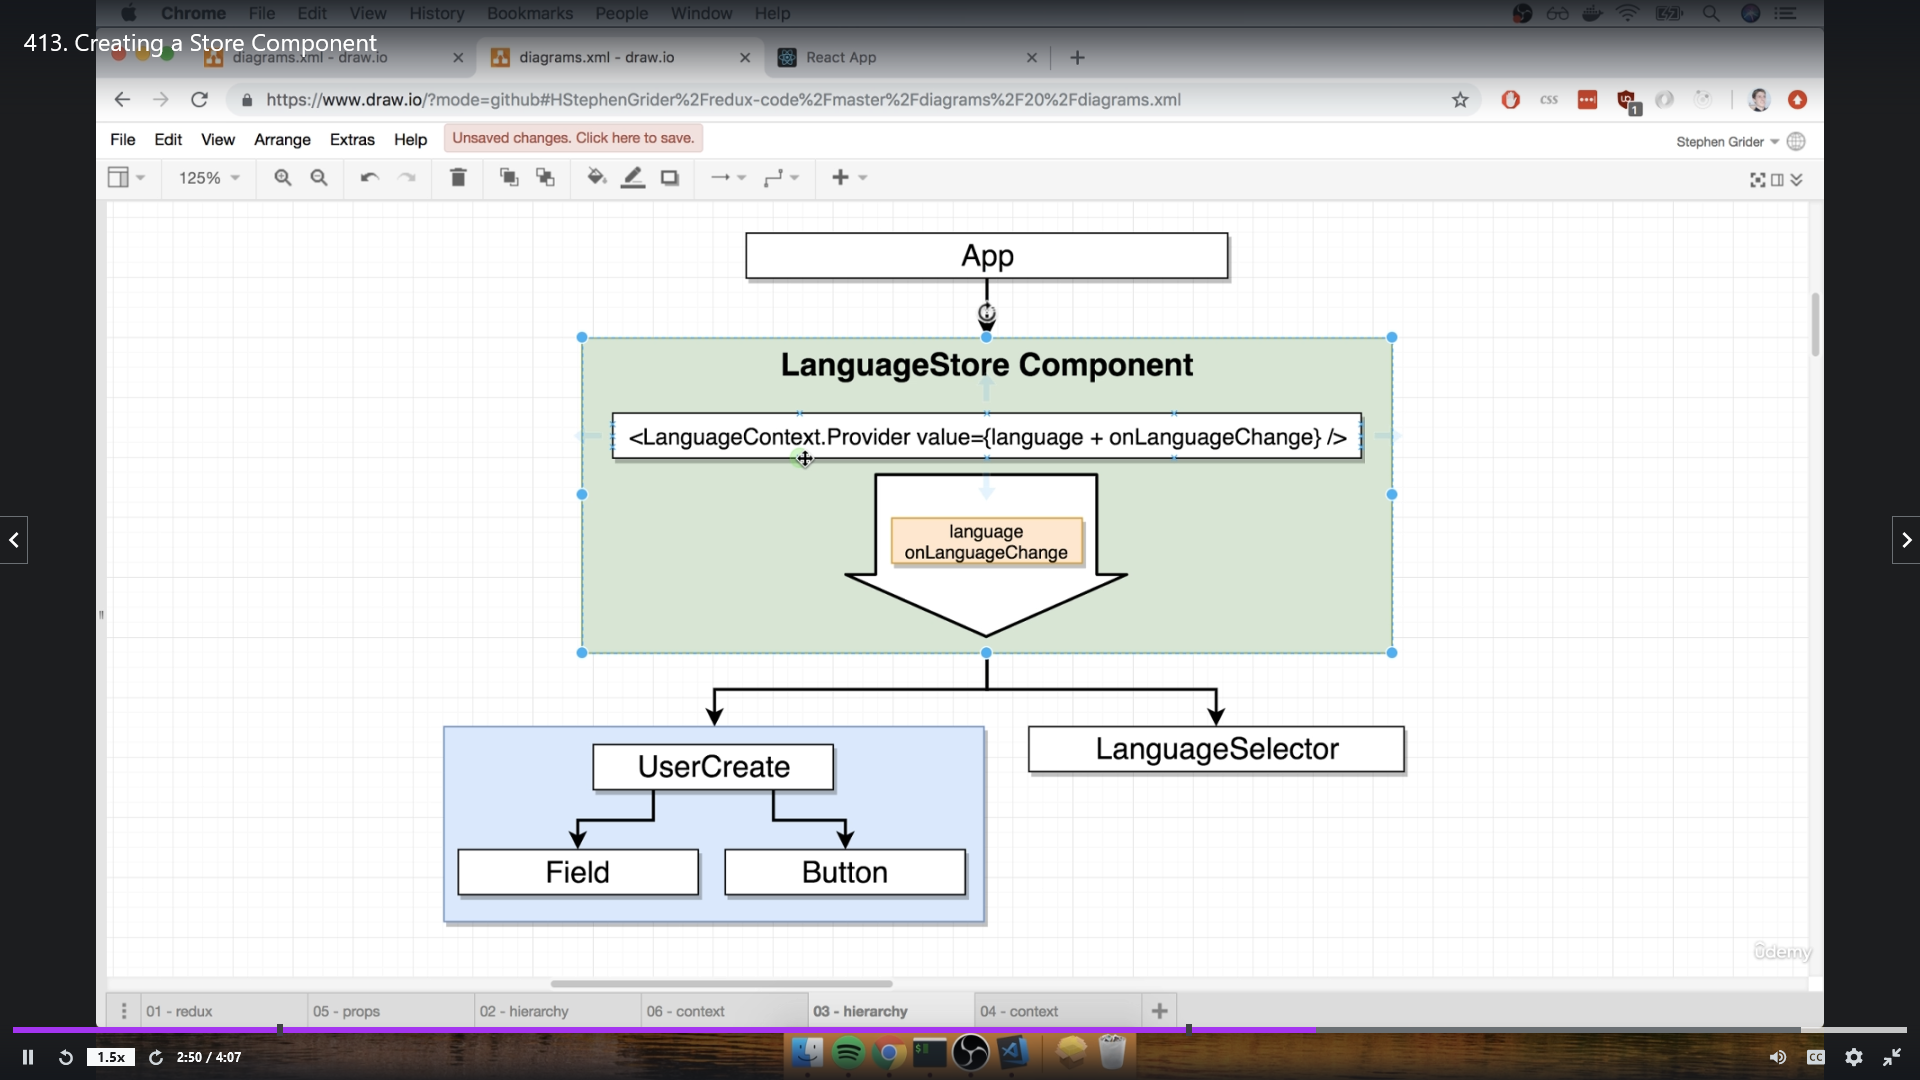 Chrome File Edit View History Bookmarks People Window Help
413. Creating a Store Component
diagrams.xml - draw.io
diagrams.xml - draw.io
React App
https://www.draw.io/?mode=github#HStephenGrider%2Fredux-code%2Fmaster%2Fdiagrams%2F20%2Fdiagrams.xml
css
1
File Edit View Arrange Extras Help
Unsaved changes. Click here to save.
Stephen Grider
125%
App
LanguageStore Component
<LanguageContext.Provider value={language + onLanguageChange} />
language
onLanguageChange
UserCreate
LanguageSelector
Field
Button
ûdemy
01 - redux
05 - props
02 - hierarchy
06 - context
03 - hierarchy
04 - context
1.5x
2:50 / 4:07
CC